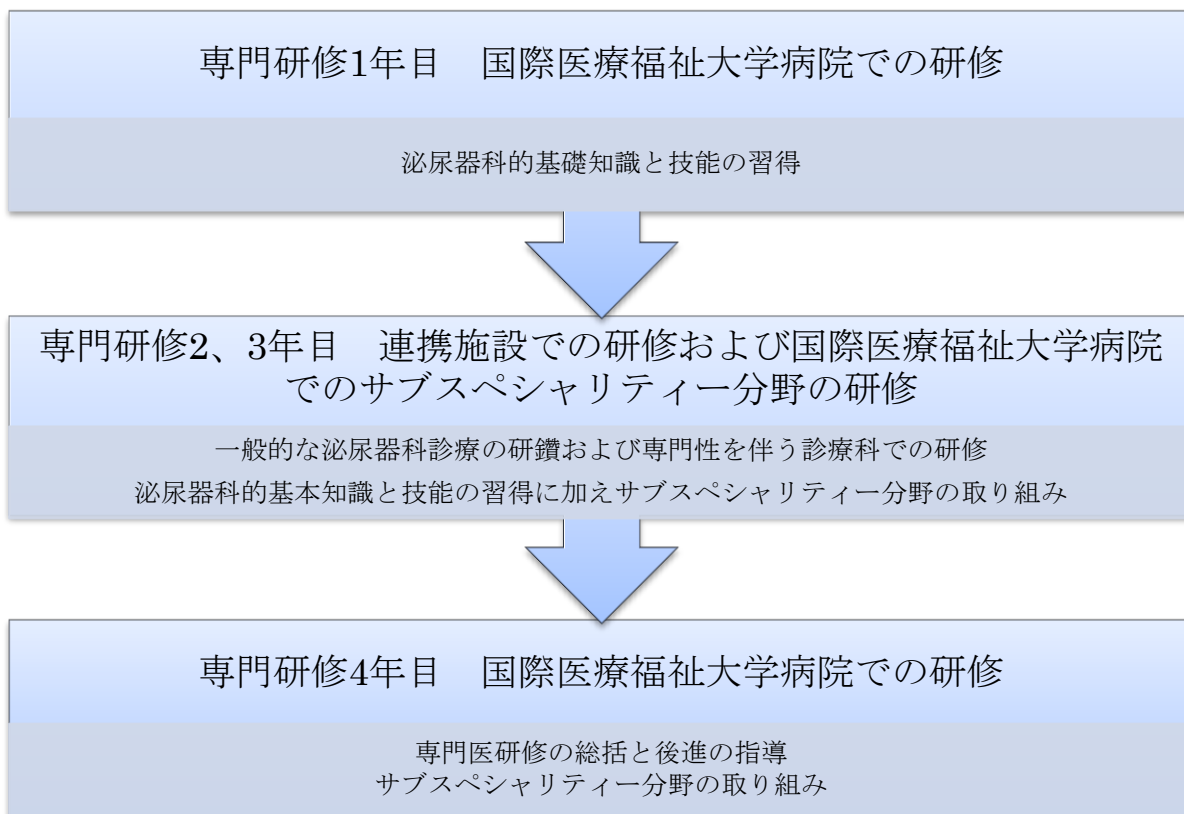 専門研修1年目　国際医療福祉大学病院での研修
泌尿器科的基礎知識と技能の習得
専門研修2、3年目　連携施設での研修および国際医療福祉大学病院
でのサブスペシャリティー分野の研修
一般的な泌尿器科診療の研鑽および専門性を伴う診療科での研修
泌尿器科的基本知識と技能の習得に加えサブスペシャリティー分野の取り組み
専門研修4年目　国際医療福祉大学病院での研修
専門医研修の総括と後進の指導
サブスペシャリティー分野の取り組み